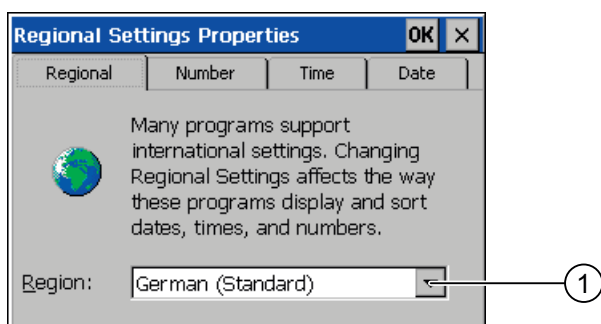 Regional Settings Properties OK ×
Regional Number Time Date
Many programs support
international settings. Changing
Regional Settings affects the way
these programs display and sort
dates, times, and numbers.
Region: German (Standard) 1